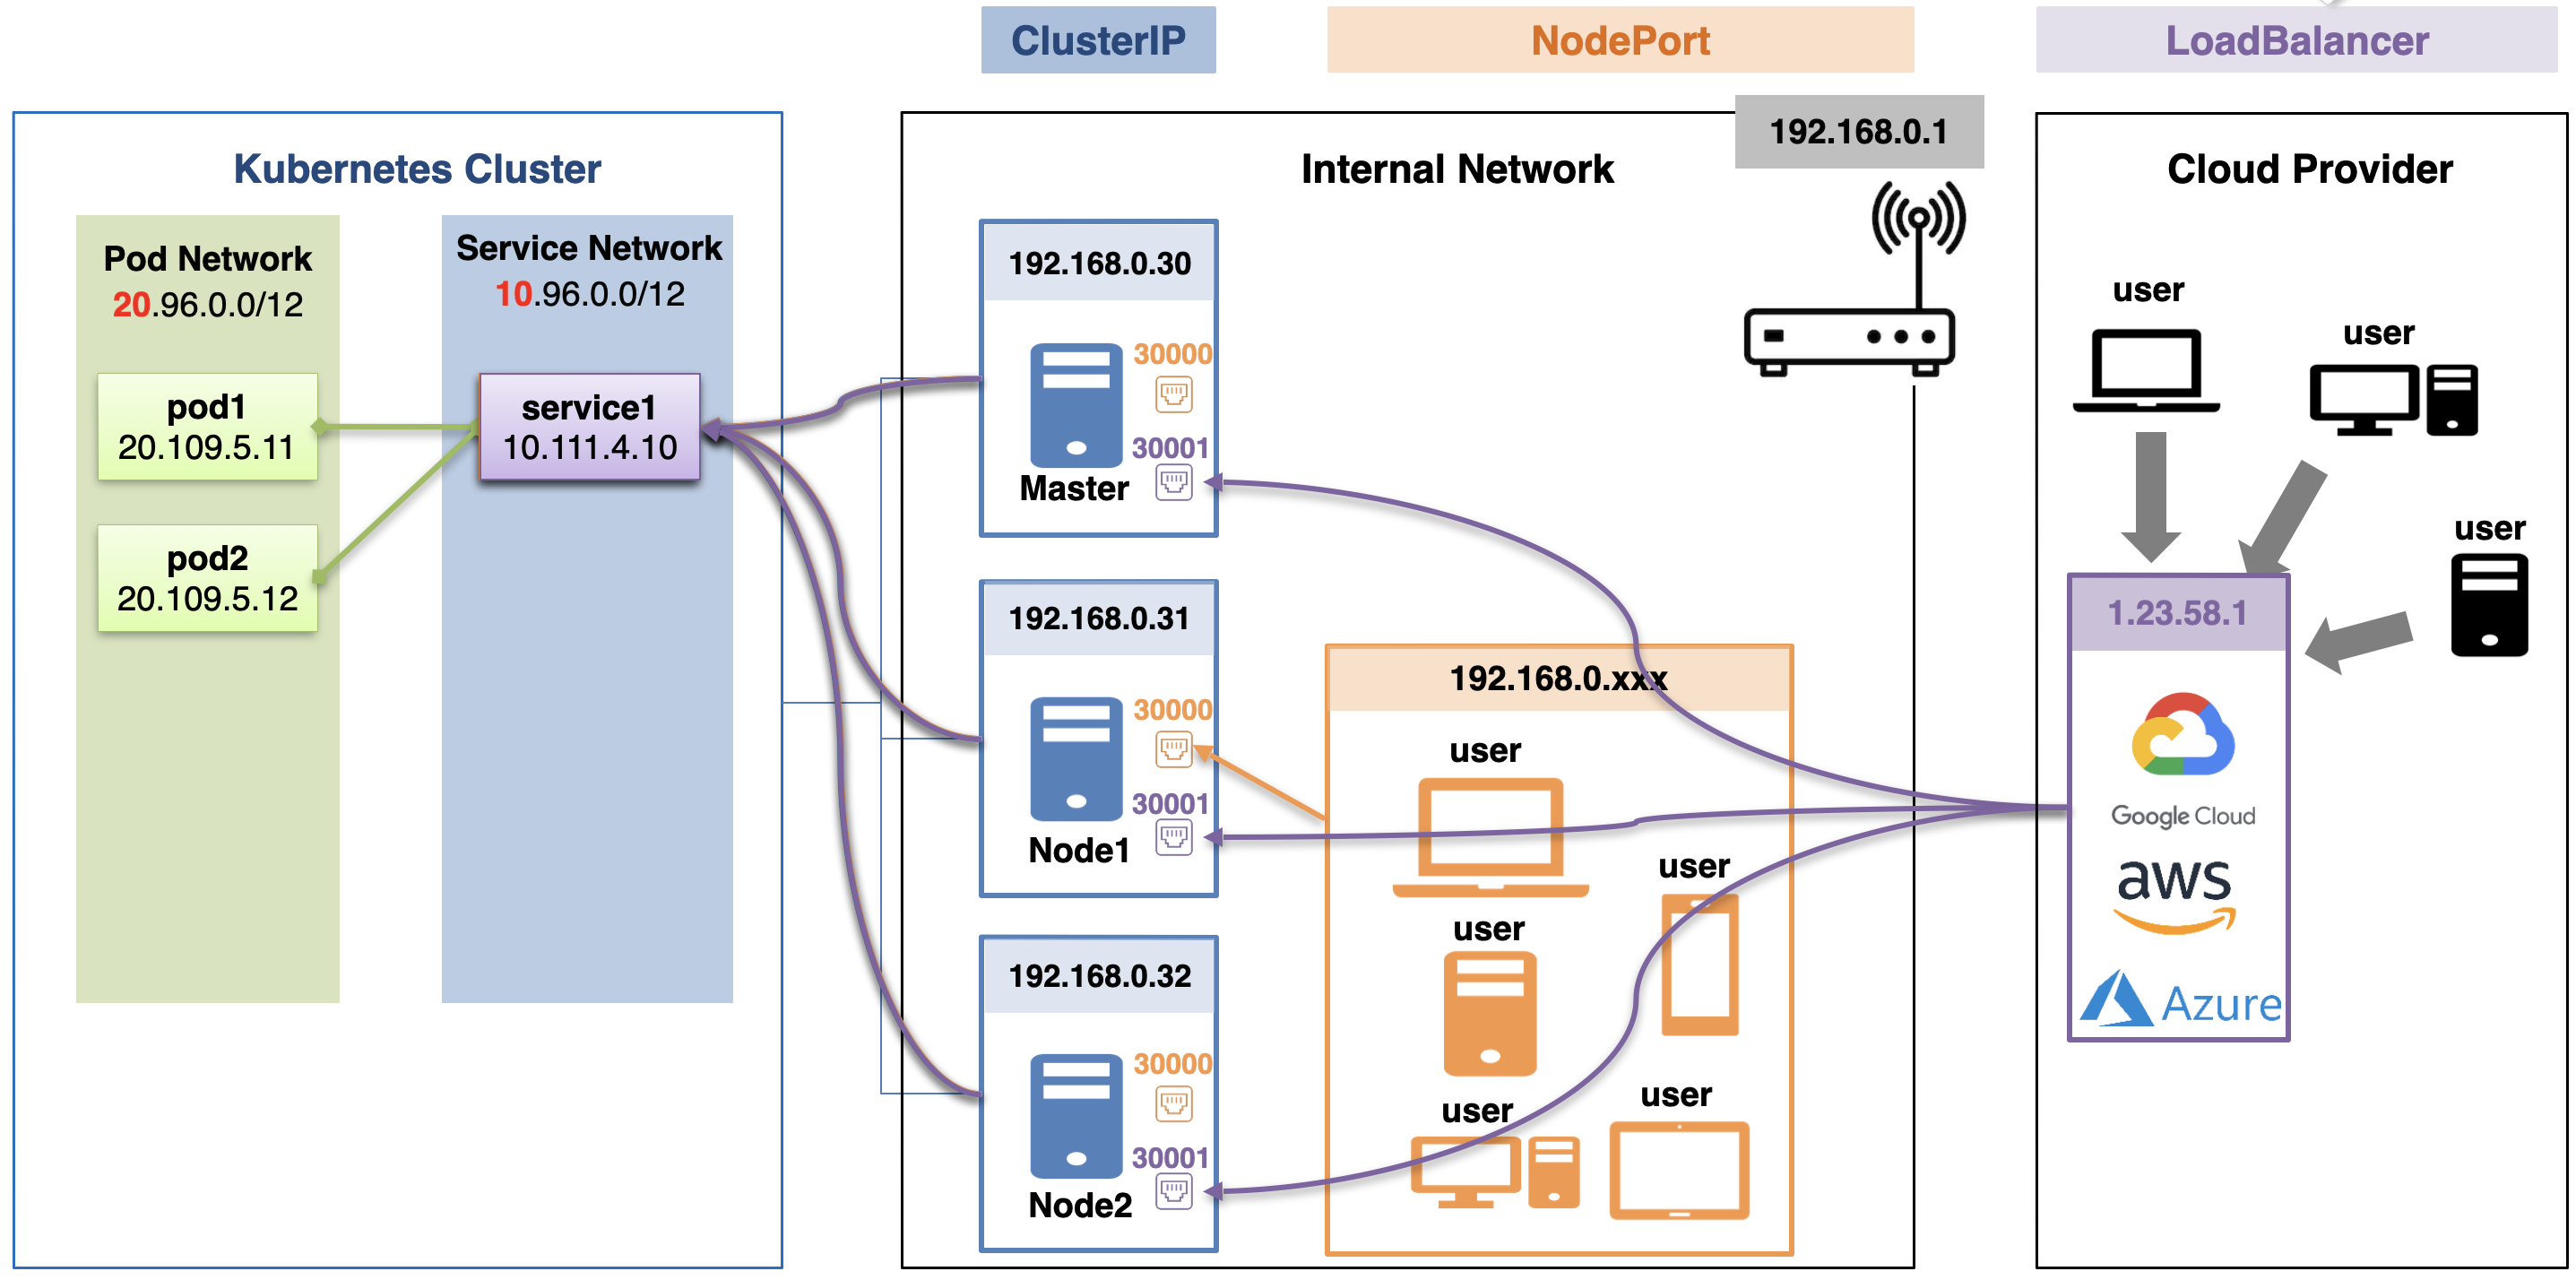 ClusterIP
NodePort
LoadBalancer
Kubernetes Cluster
Pod Network
20.96.0.0/12
Service Network
10.96.0.0/12
pod1
20.109.5.11
pod2
20.109.5.12
service1
10.111.4.10
Internal Network
192.168.0.1
192.168.0.30
30000
30001
Master
192.168.0.31
30000
30001
Node1
192.168.0.32
30000
30001
Node2
192.168.0.xxx
user
user
user
user
user
Cloud Provider
user
user
user
1.23.58.1
Google Cloud
aws
Azure